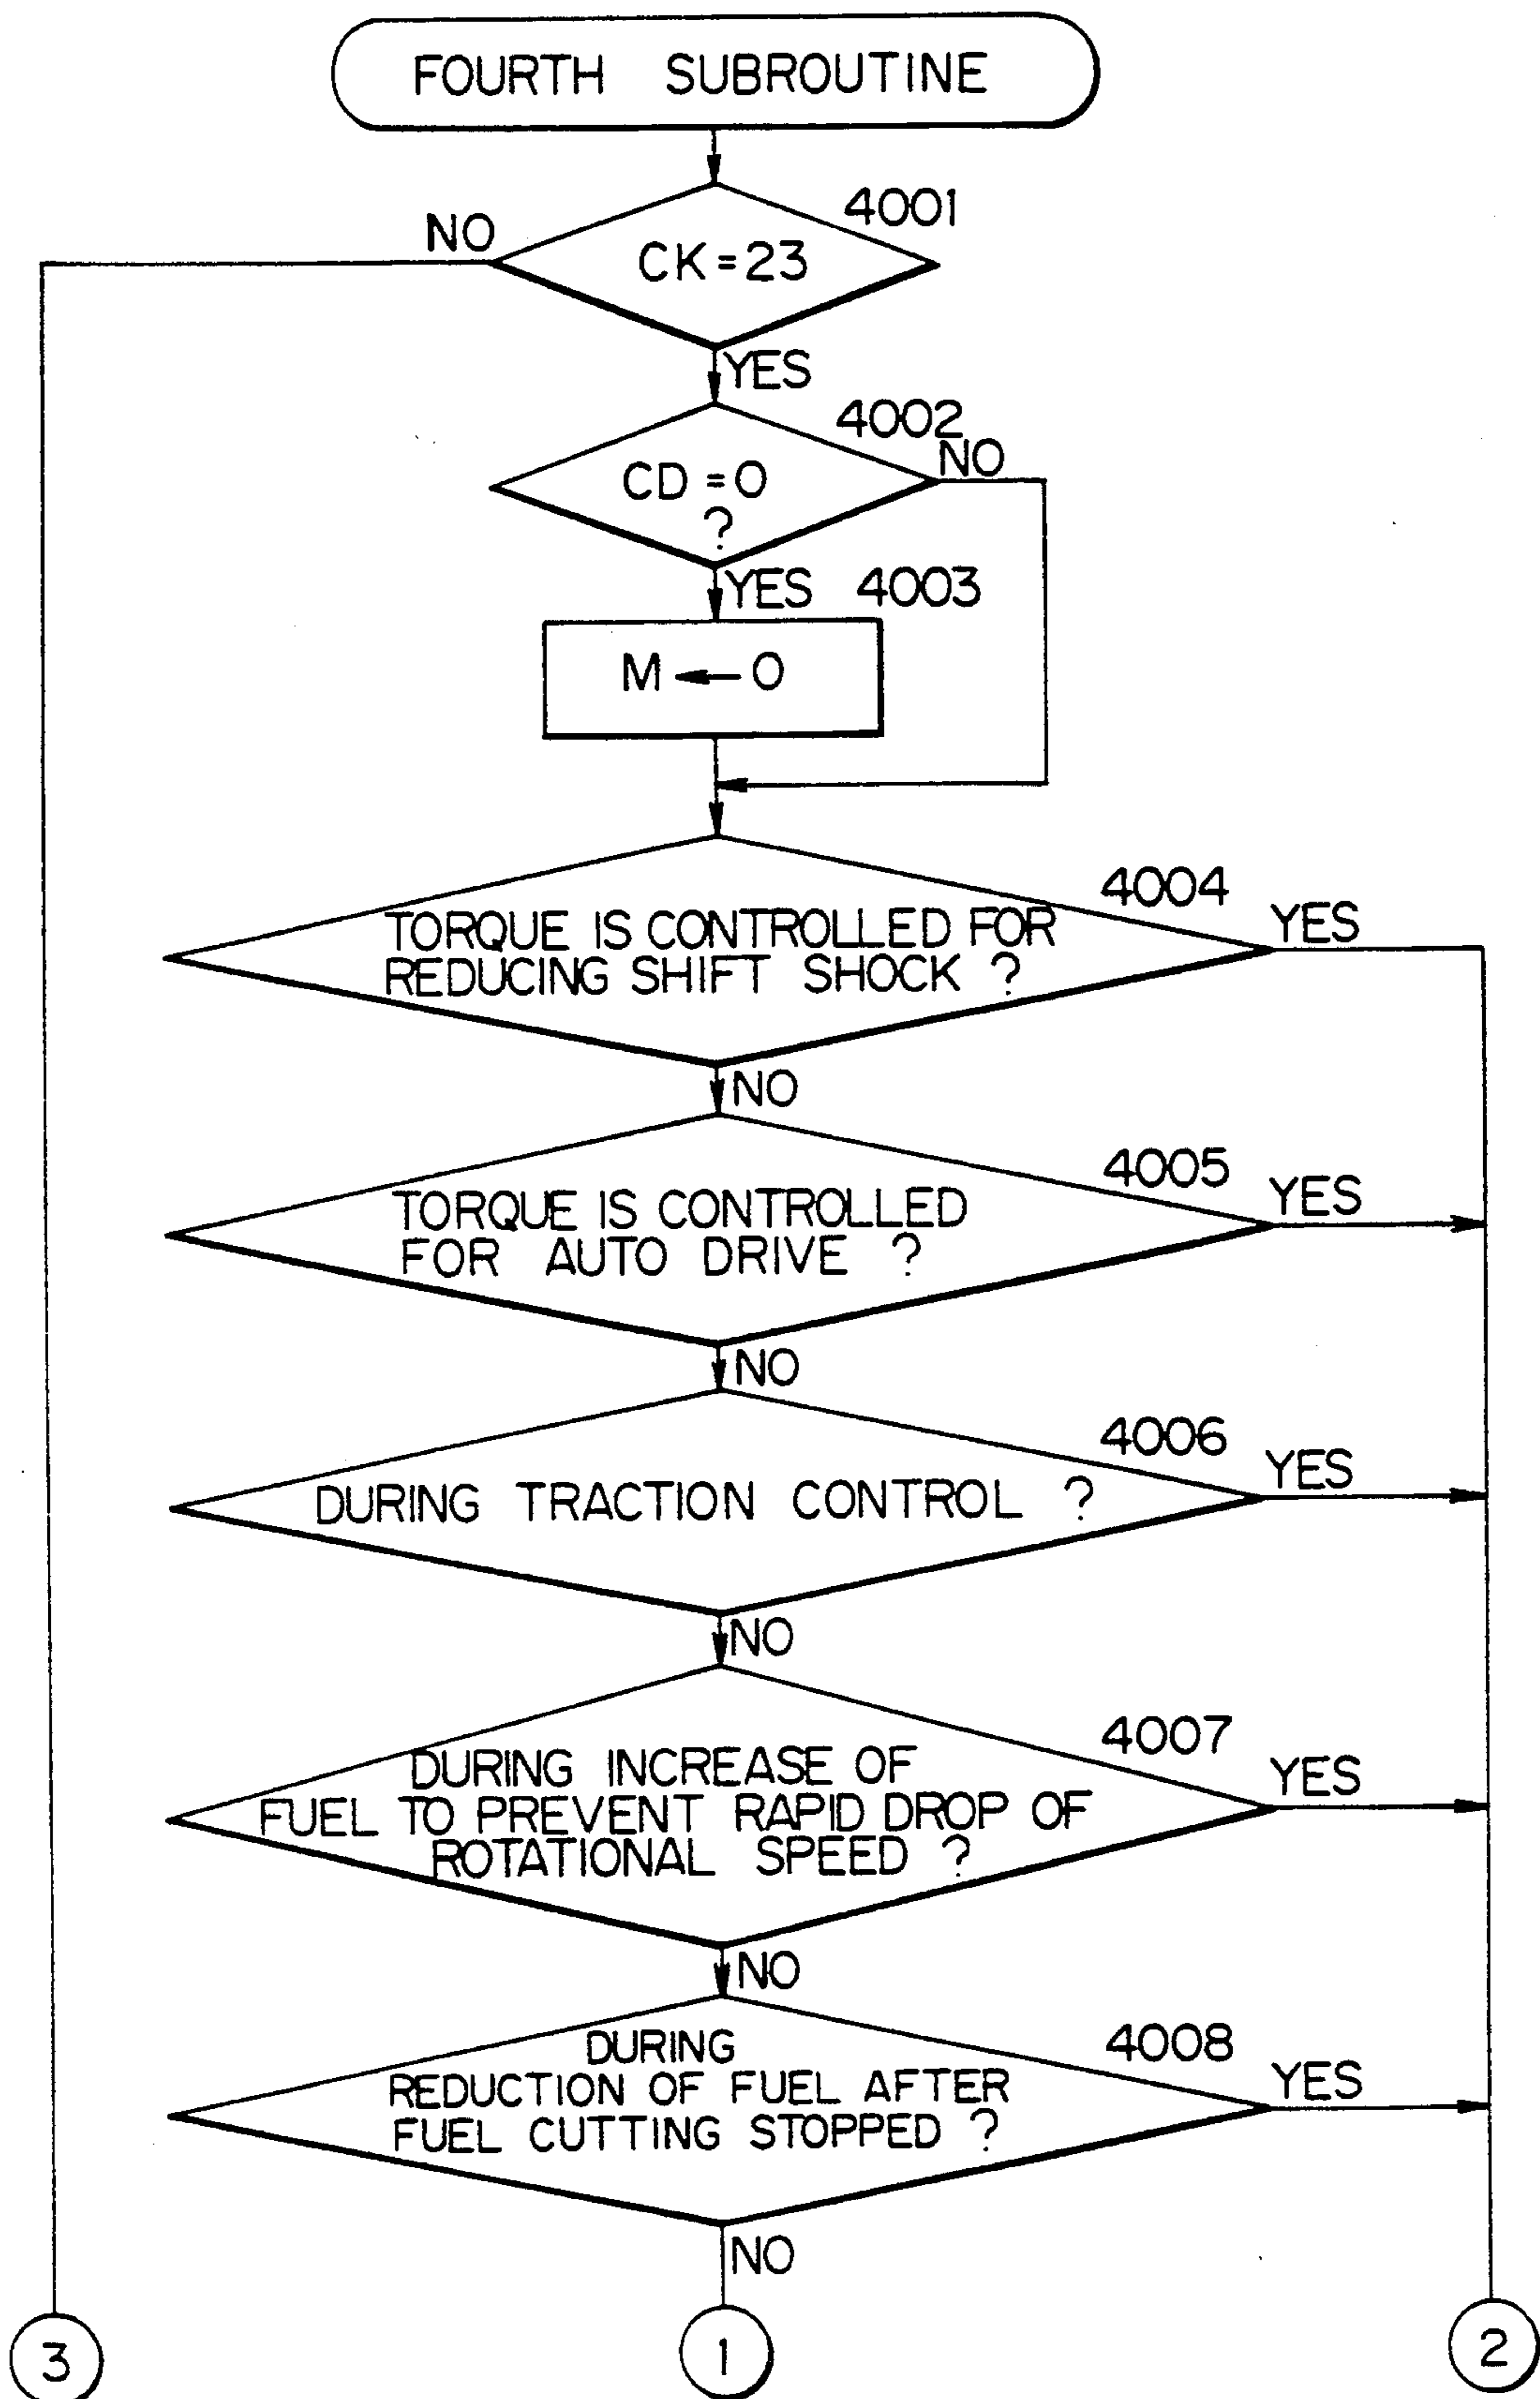 FOURTH SUBROUTINE
4001
NO
CK=23
YES
4002
NO
CD=0
?
YES
4003
M ← 0
4004
YES
TORQUE IS CONTROLLED FOR
REDUCING SHIFT SHOCK ?
NO
4005
YES
TORQUE IS CONTROLLED
FOR AUTO DRIVE ?
NO
4006
YES
DURING TRACTION CONTROL ?
NO
4007
YES
DURING INCREASE OF
FUEL TO PREVENT RAPID DROP OF
ROTATIONAL SPEED ?
NO
4008
YES
DURING
REDUCTION OF FUEL AFTER
FUEL CUTTING STOPPED ?
NO
3
1
2